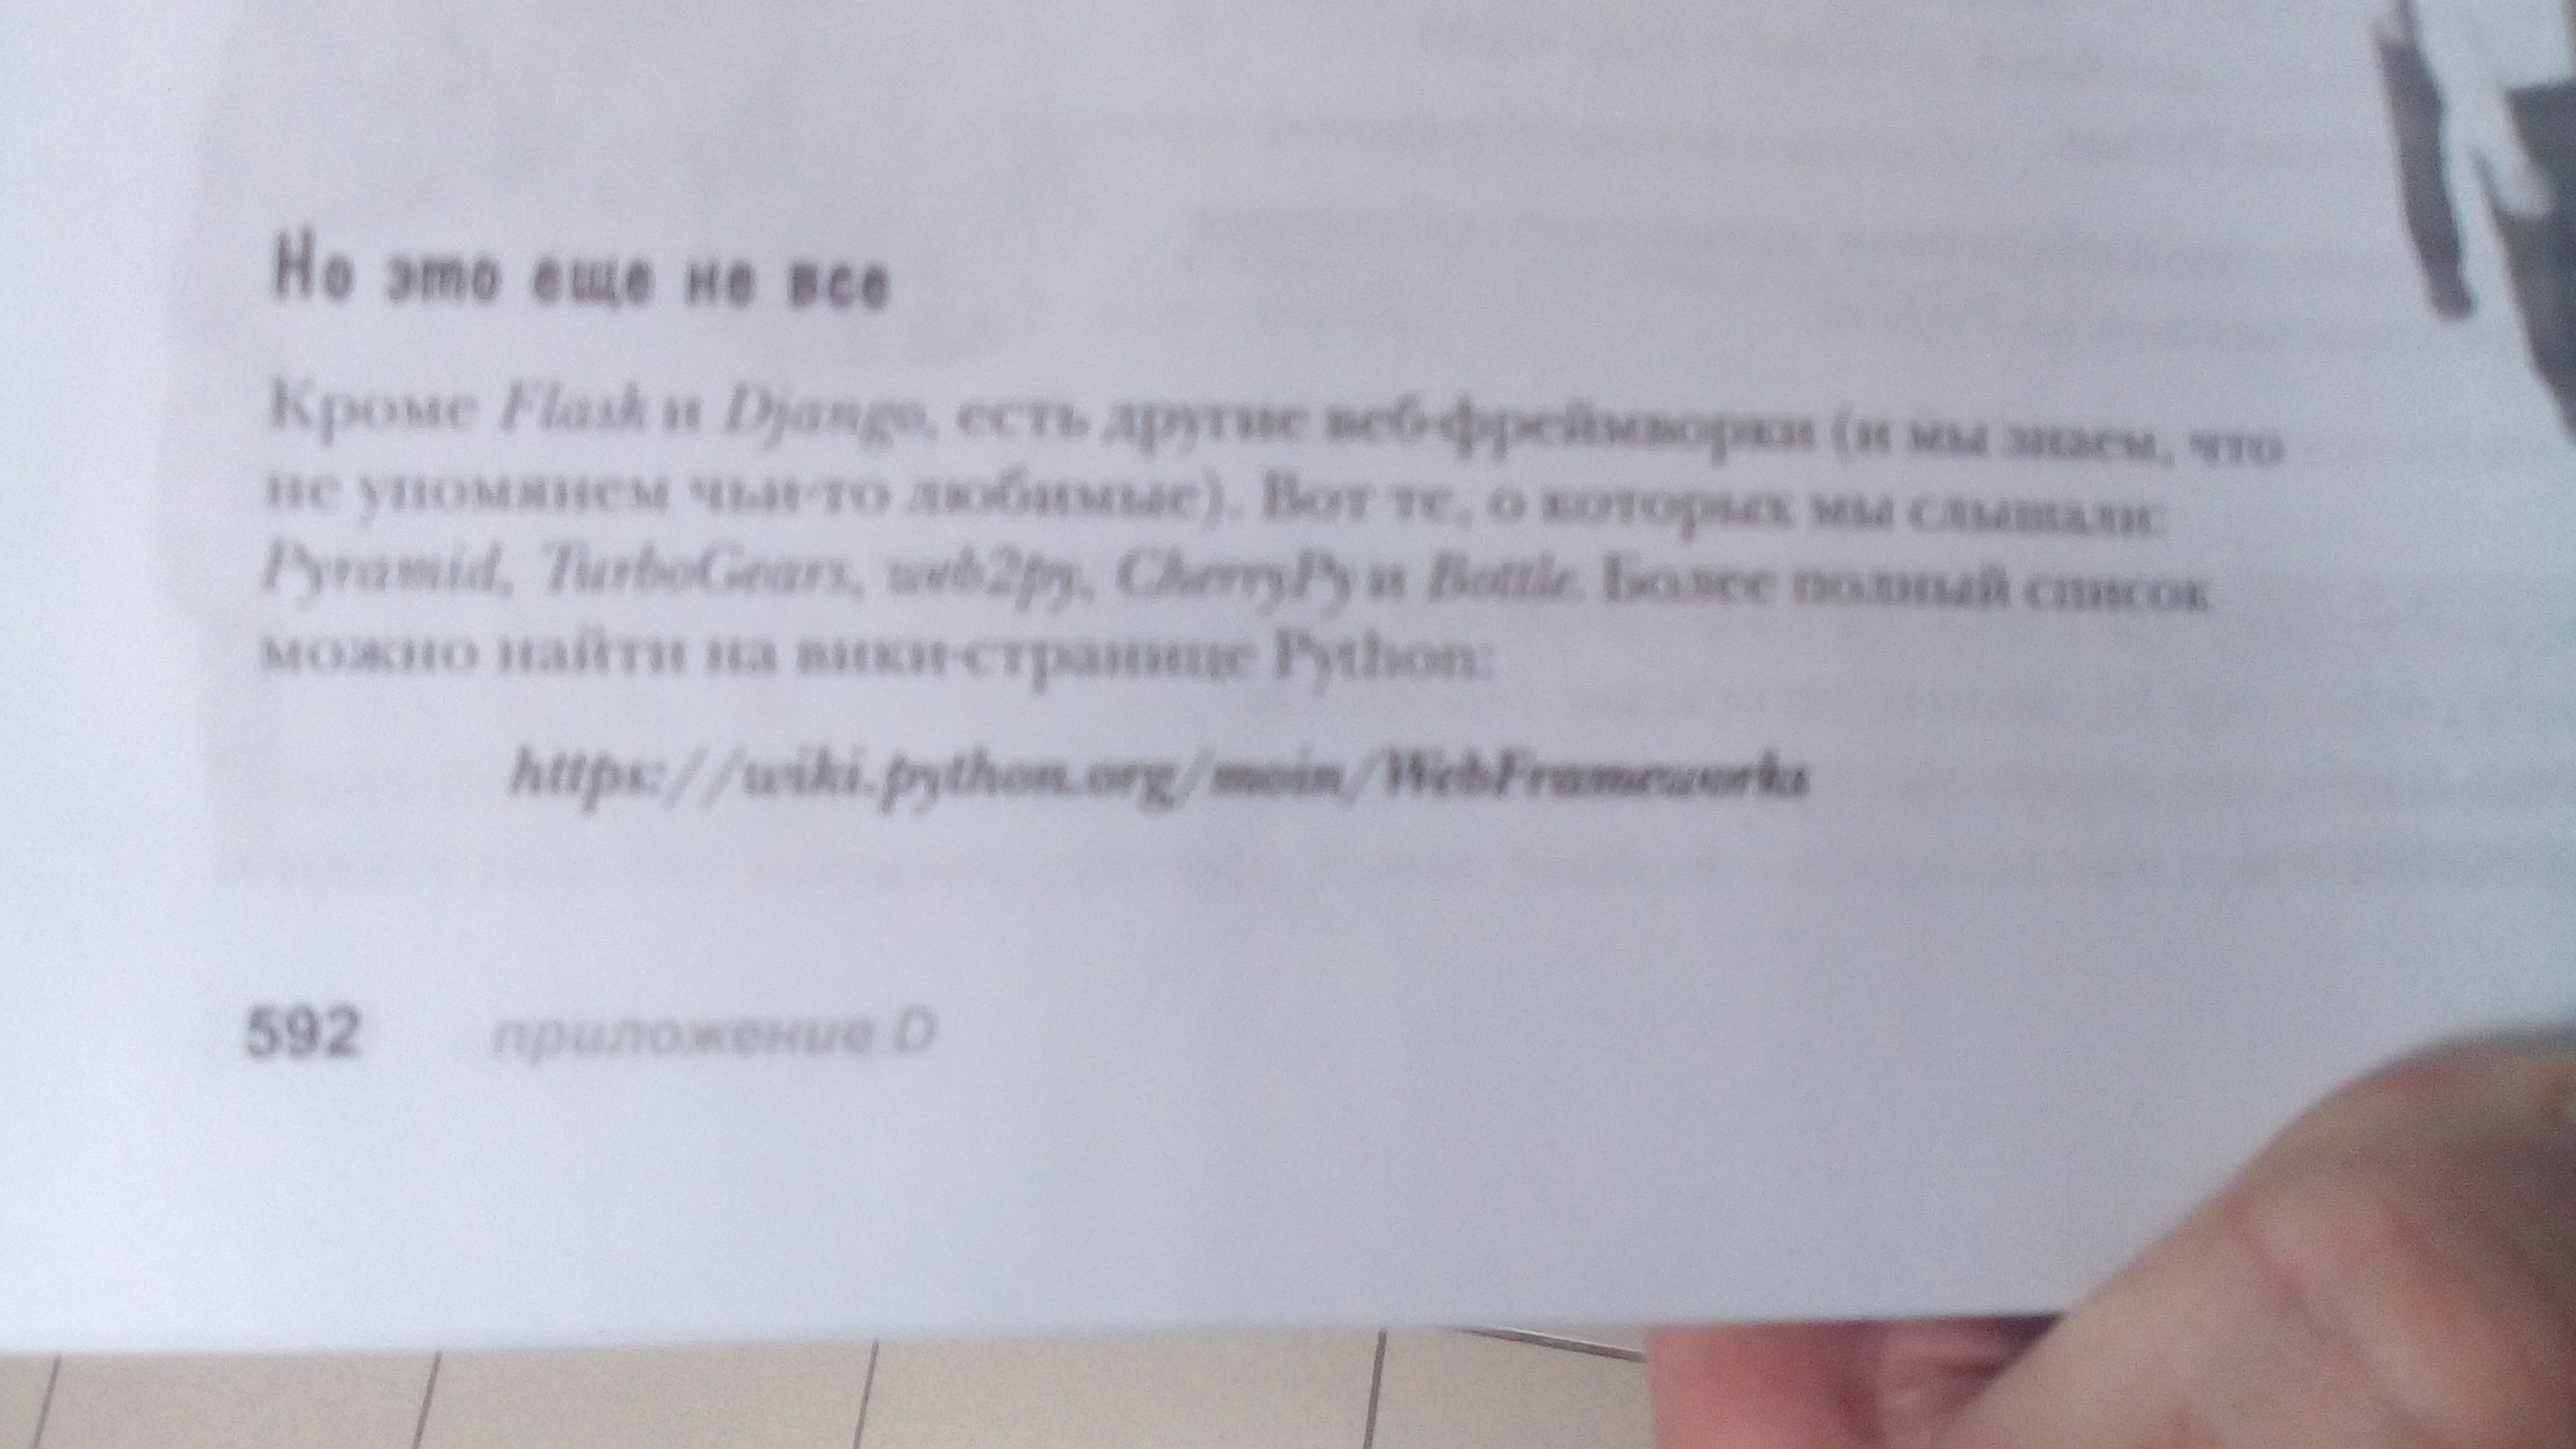 Но это еще не все
Кроме Flask и Django, есть другие веб-фреймворки (и мы знаем, что
не упомянем чьи-то любимые). Вот те, о которых мы слышали:
Pyramid, TurboGears, web2py, CherryPy и Bottle. Более полный список
можно найти на вики-странице Python:
https://wiki.python.org/moin/WebFrameworks
592 приложение D